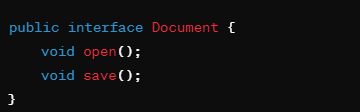 public interface Document {
    void open();
    void save();
}